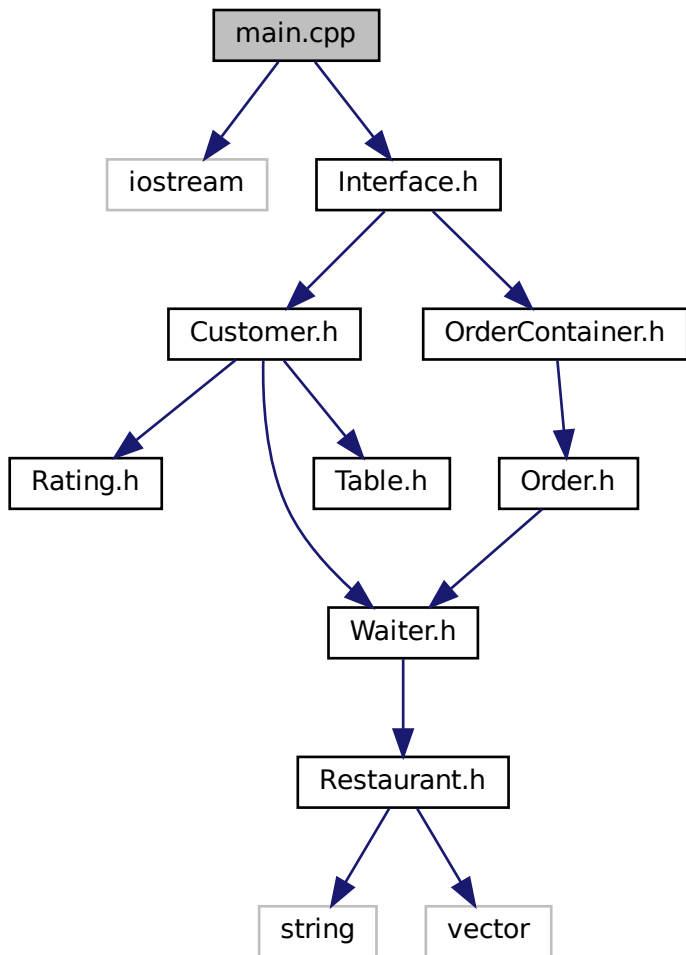 main.cpp
iostream
Interface.h
Customer.h
OrderContainer.h
Rating.h
Table.h
Order.h
Waiter.h
Restaurant.h
string
vector